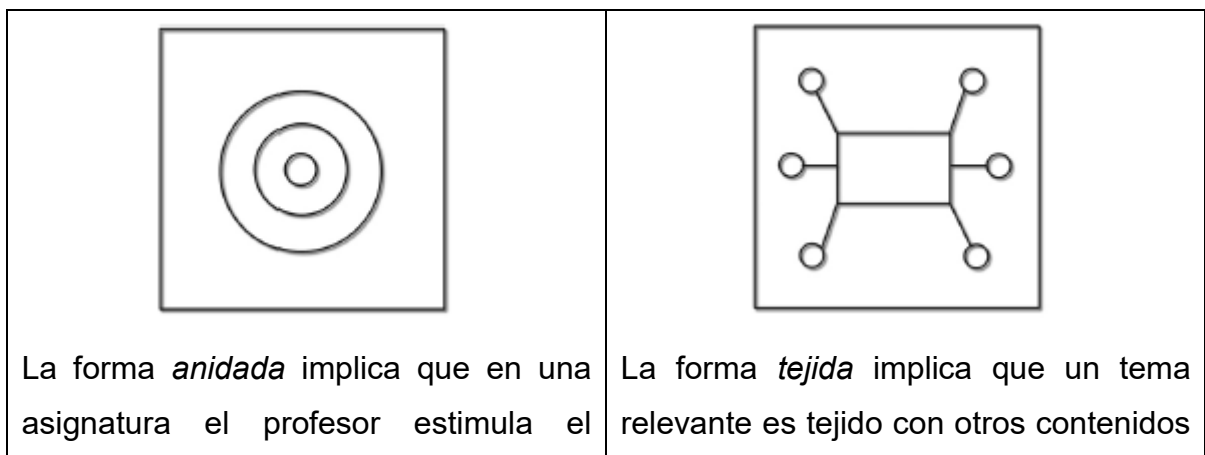 La forma anidada implica que en una
asignatura el profesor estimula el
La forma tejida implica que un tema
relevante es tejido con otros contenidos